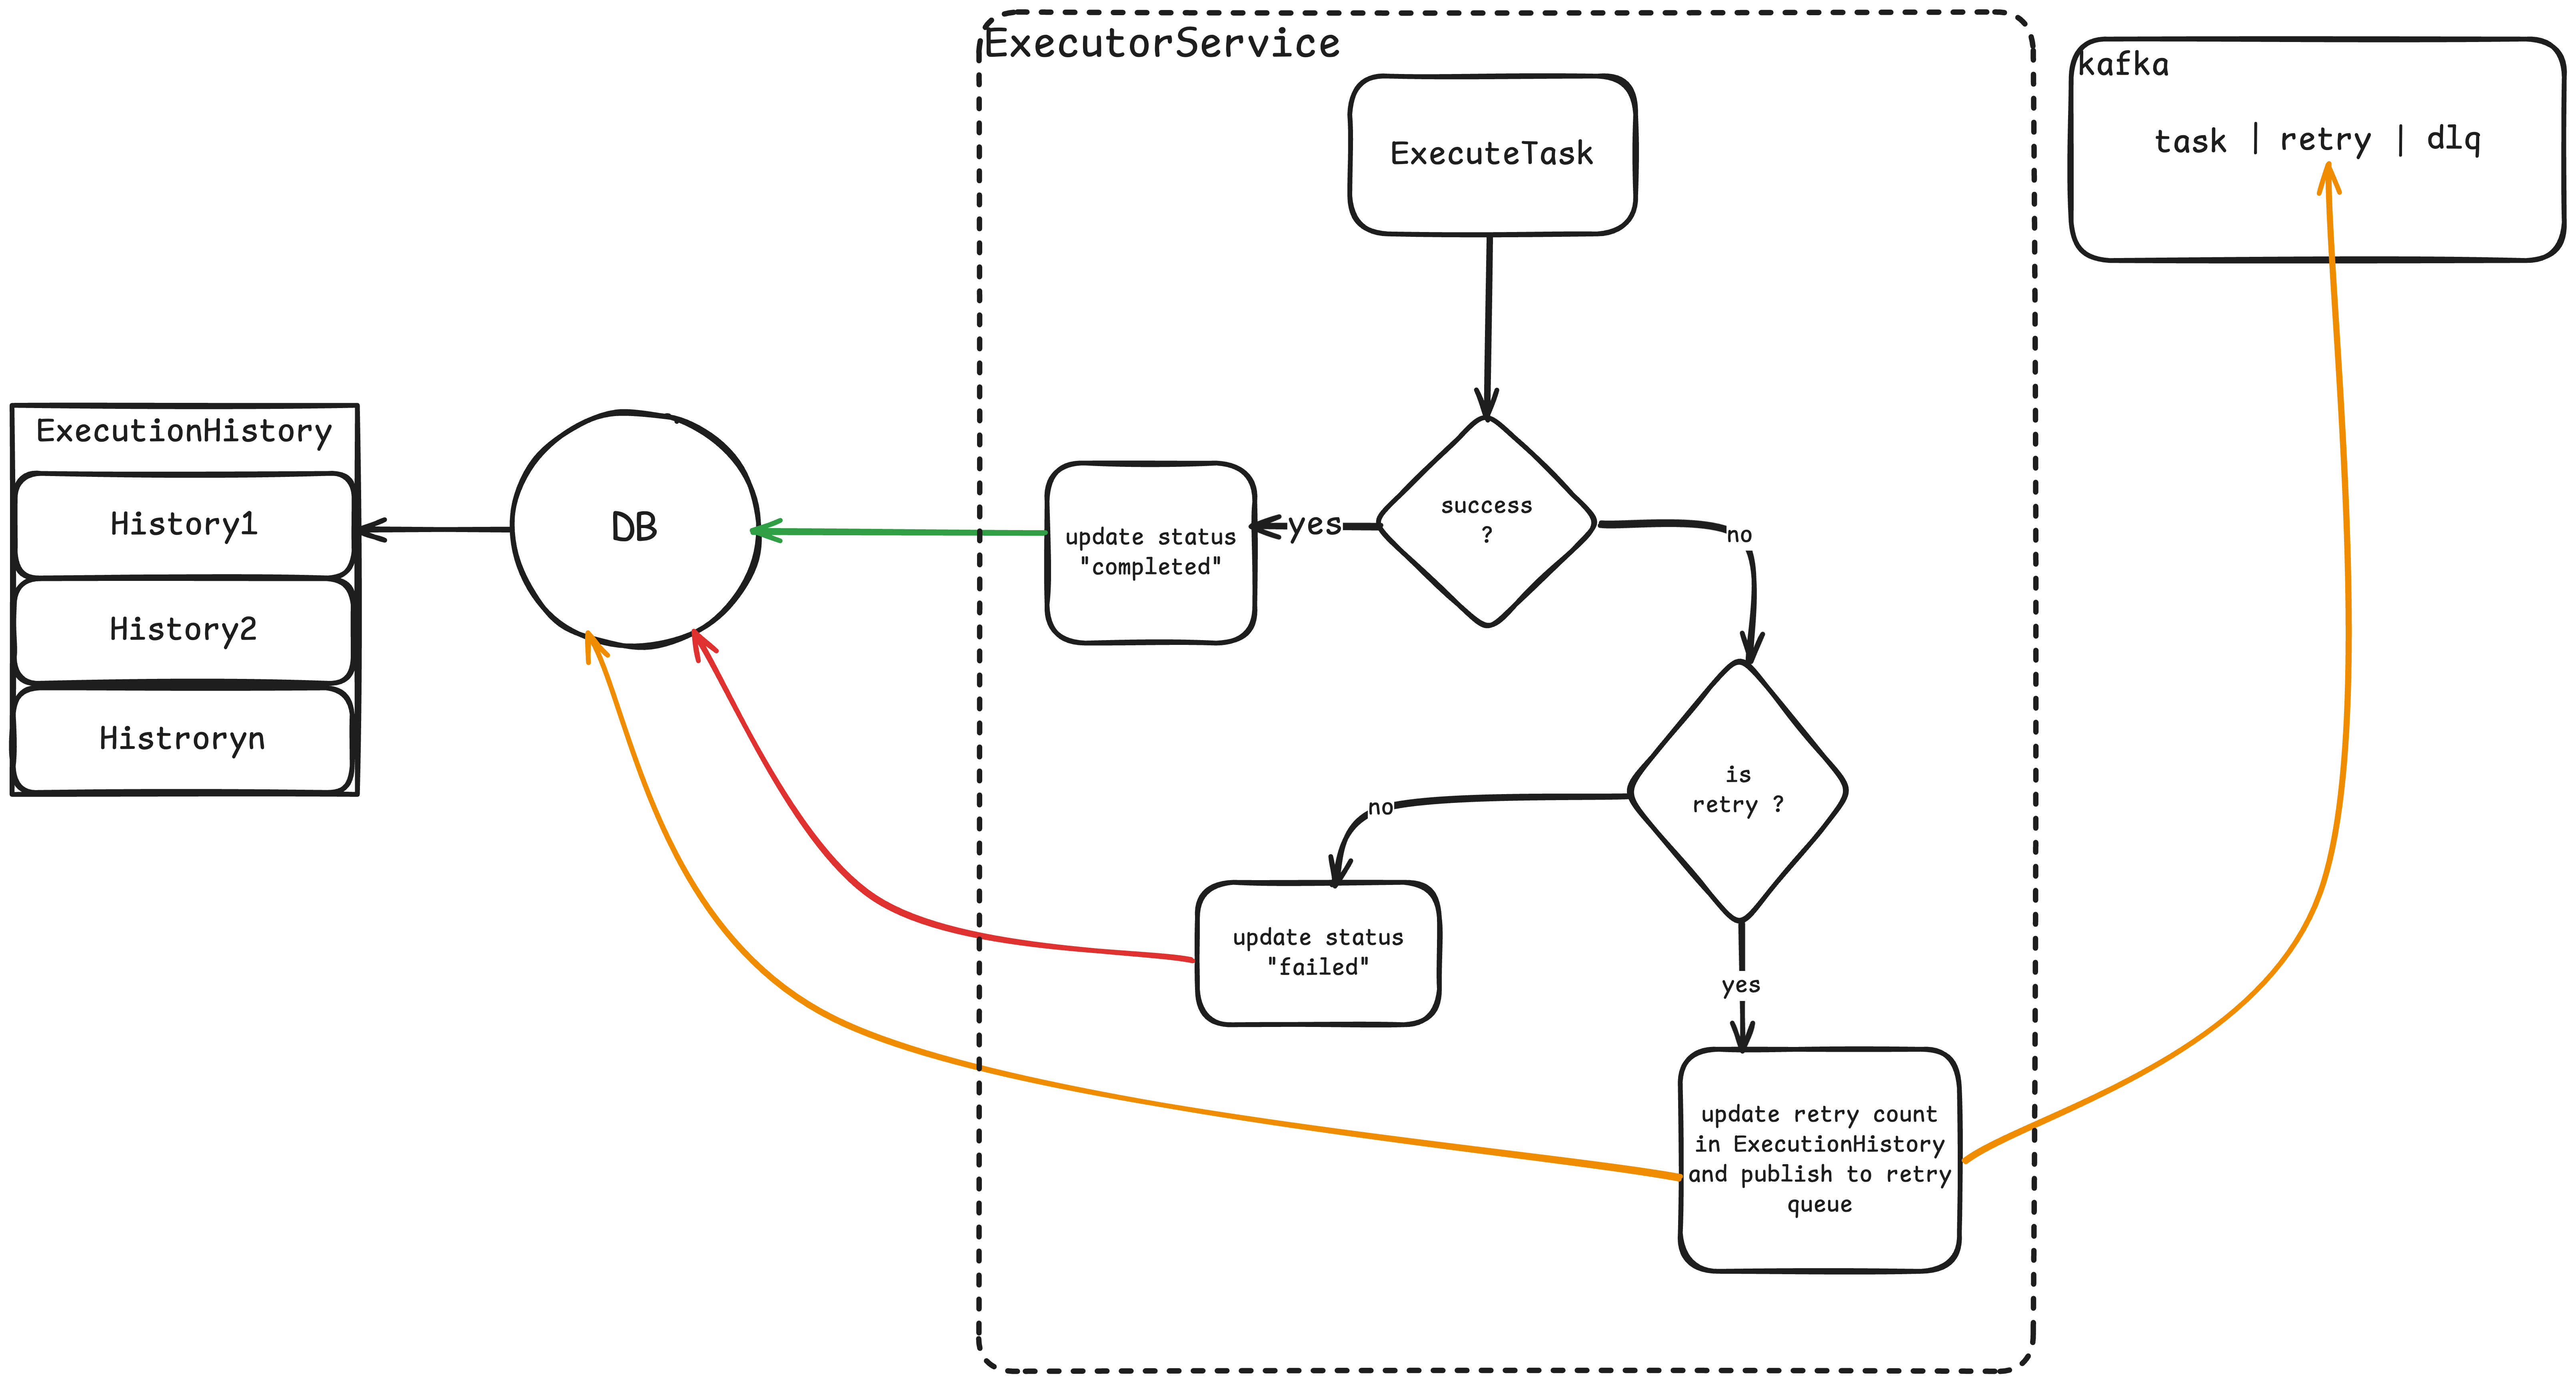 ExecutorService
kafka
task | retry | dlq
ExecuteTask
ExecutionHistory
History1
History2
Histroryn
DB
update status
"completed"
yes
success
?
no
is
retry ?
no
update status
"failed"
yes
update retry count
in ExecutionHistory
and publish to retry
queue